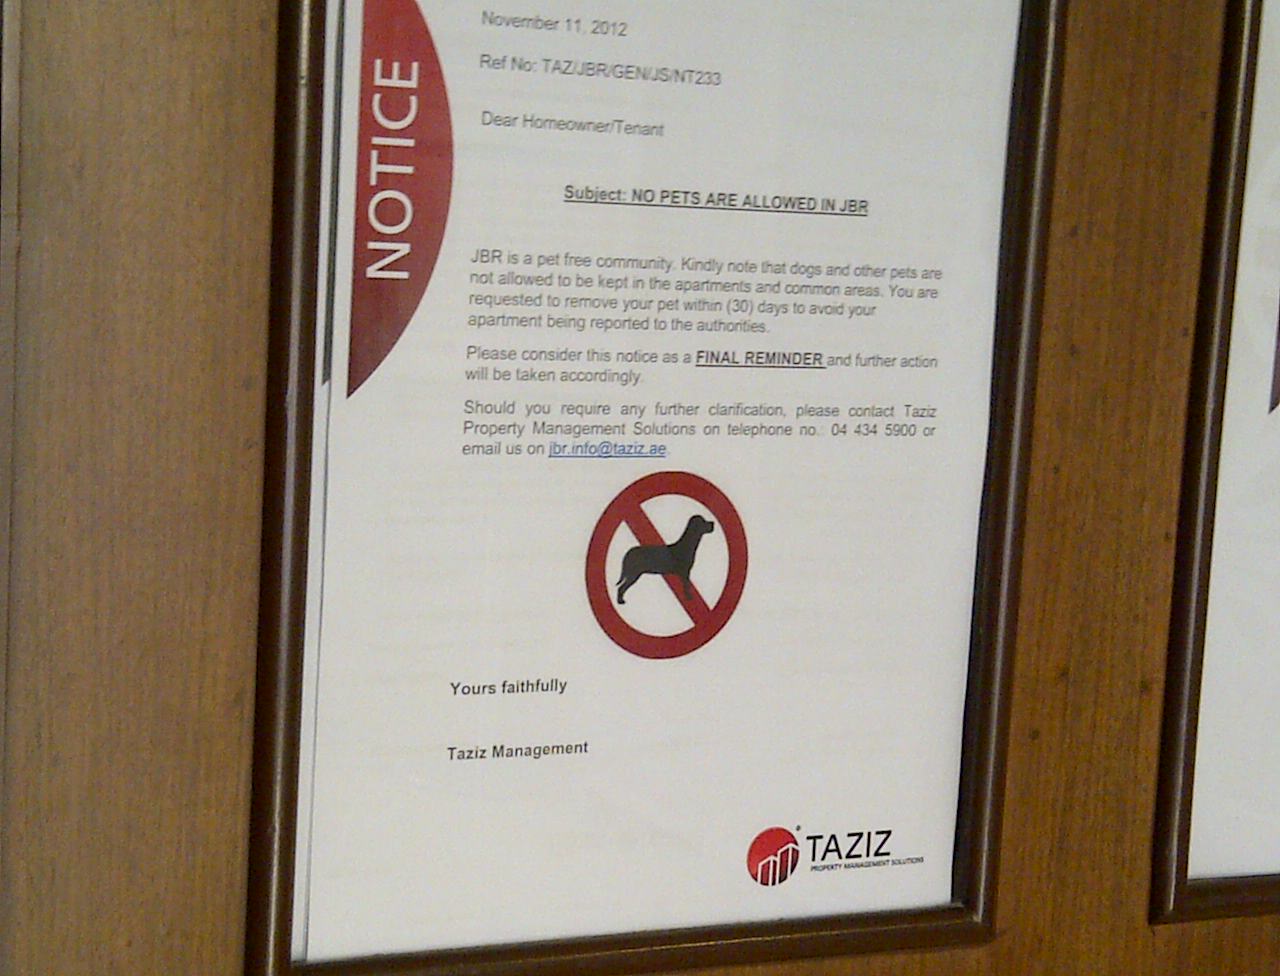 NOTICE
November 11, 2012
Ref No: TAZ/JBR/GEN/JS/NT233
Dear Homeowner/Tenant
Subject: NO PETS ARE ALLOWED IN JBR
JBR is a pet free community. Kindly note that dogs and other pets are
not allowed to be kept in the apartments and common areas. You are
requested to remove your pet within (30) days to avoid your
apartment being reported to the authorities.
Please consider this notice as a FINAL REMINDER and further action
will be taken accordingly.
Should you require any further clarification, please contact Taziz
Property Management Solutions on telephone no.: 04 434 5900 or
email us on jbr.info@taziz.ae.
Yours faithfully
Taziz Management
TAZIZ
PROPERTY MANAGEMENT SOLUTIONS